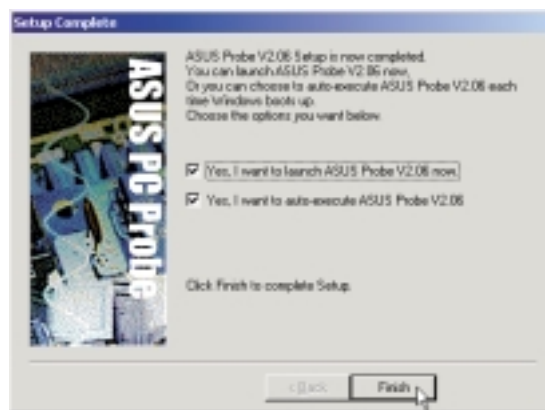 Setup Complete
ASUS PC Probe
ASUS Probe V2.06 Setup is now completed.
You can launch ASUS Probe V2.06 now,
Or you can choose to auto-execute ASUS Probe V2.06 each
time Windows boots up.
Choose the options you want below.
Yes, I want to launch ASUS Probe V2.06 now.
Yes, I want to auto-execute ASUS Probe V2.06
Click Finish to complete Setup.
< Back
Finish